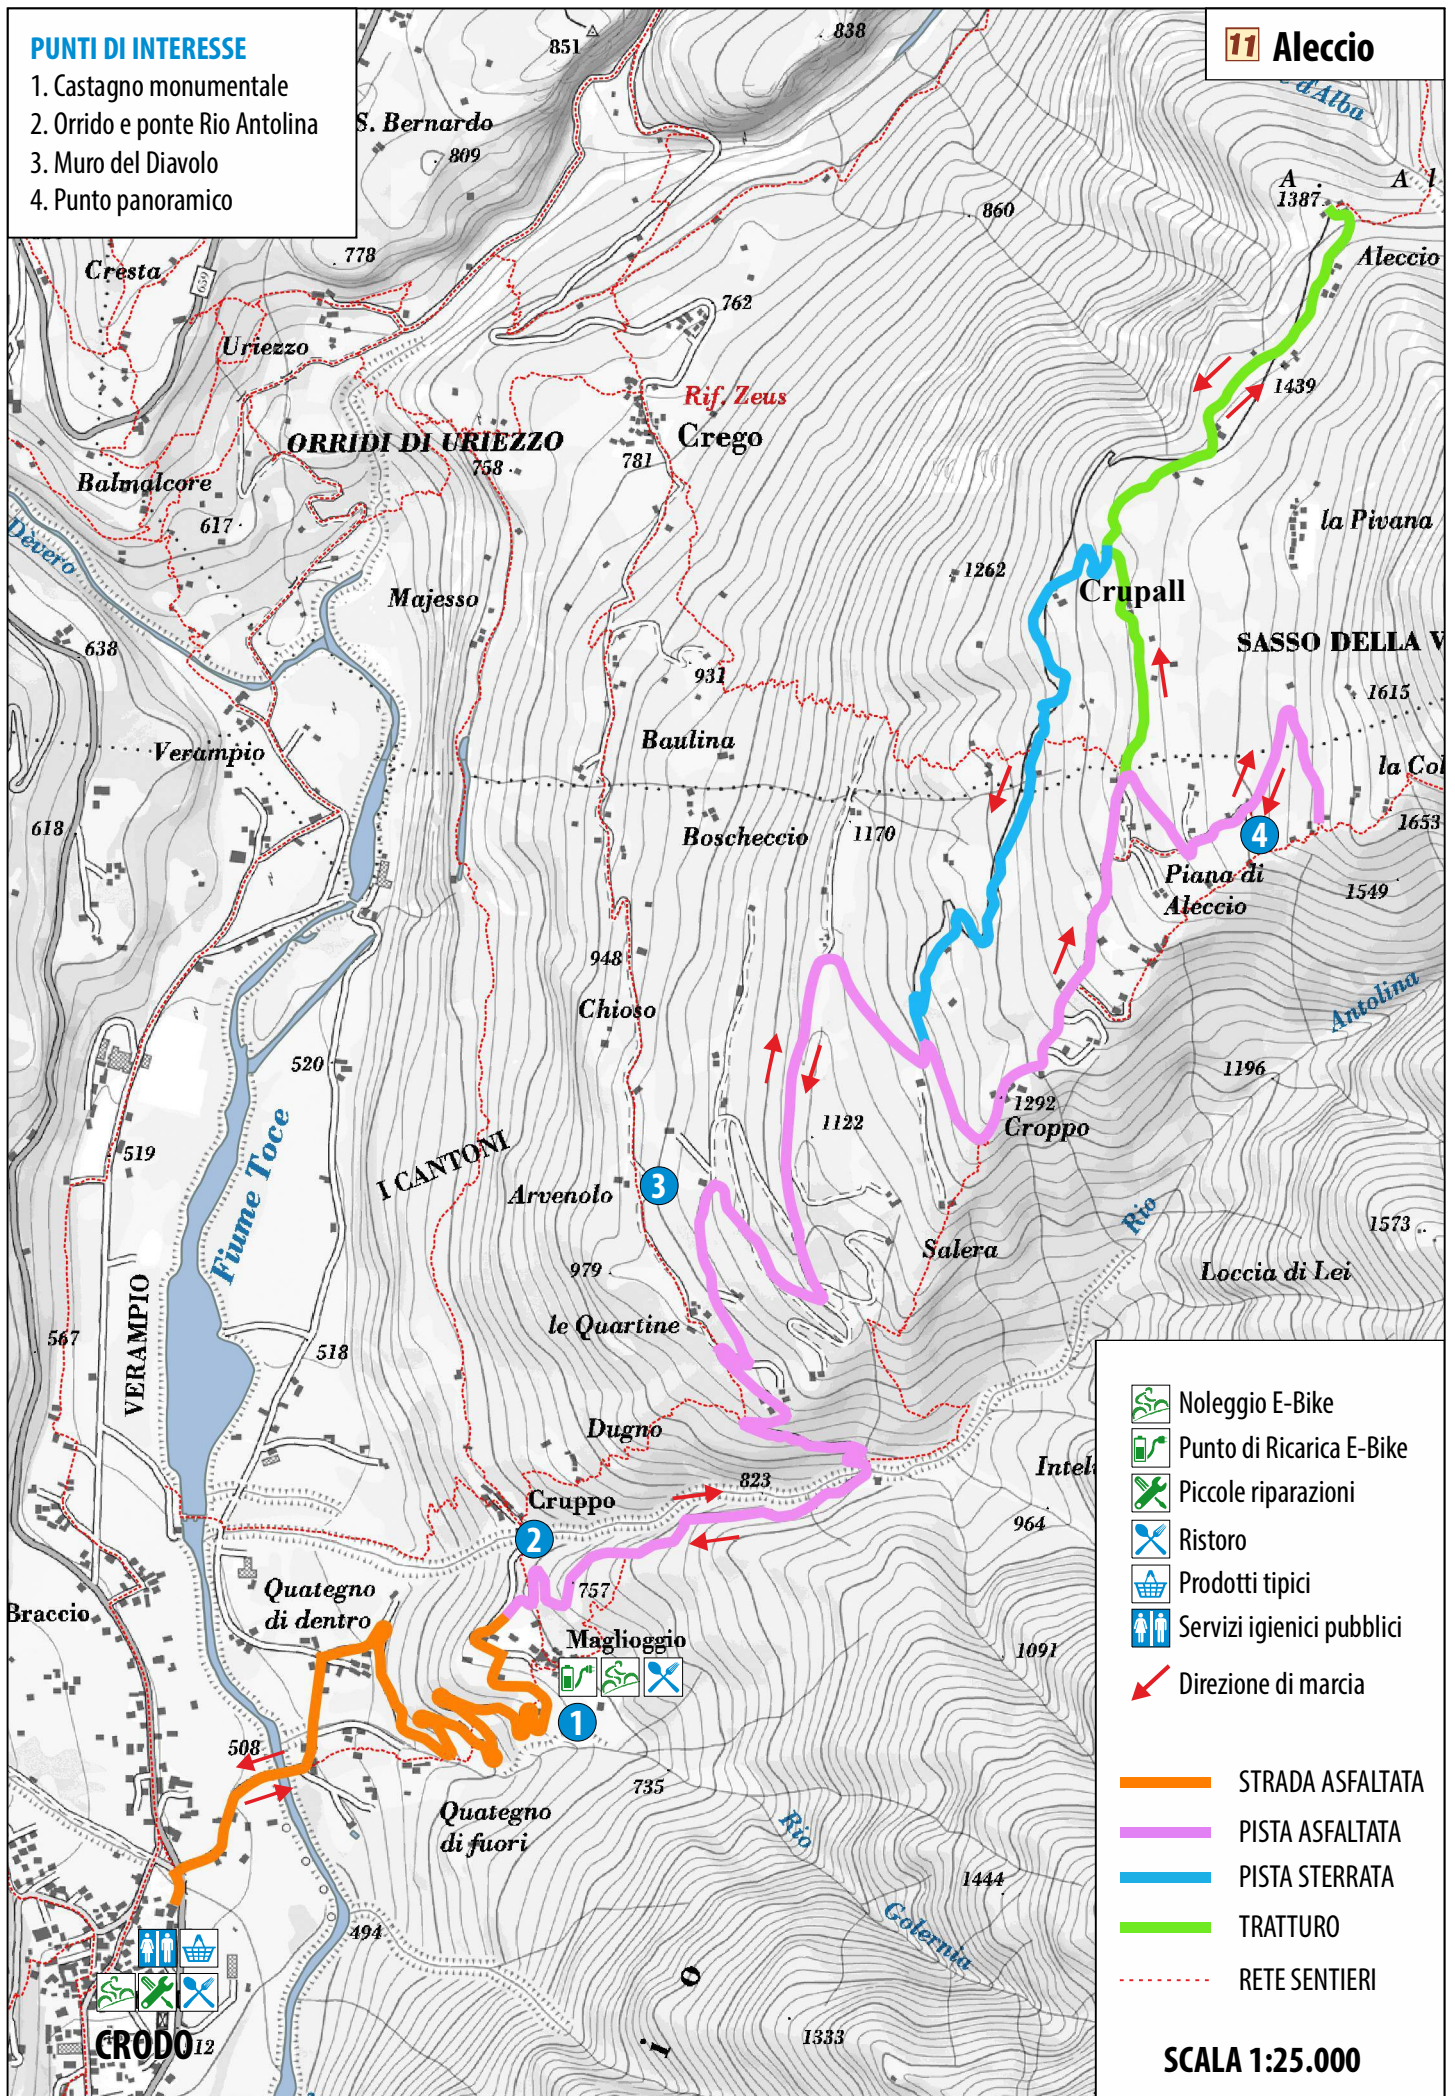 PUNTI DI INTERESSE
1. Castagno monumentale
2. Orrido e ponte Rio Antolina
3. Muro del Diavolo
4. Punto panoramico
11 Aleccio
851
838
d'Alba
S. Bernardo
809
A
Al
1387
860
778
Aleccio
Cresta
659
762
Uriezzo
1439
Rif. Zeus
Crego
ORRIDI DI URIEZZO
758
781
Balmalcore
617
la Pivana
Dèvero
1262
Majesso
Crupall
638
SASSO DELLA V
931
1615
Verampio
Baulina
la Col
618
Boscheccio
1170
4
1653
Piana di
Aleccio
1549
948
Chioso
Antolina
520
1196
1292
Croppo
1122
519
Fiume Toce
I CANTONI
Arvenolo
3
Rio
1573
Salera
Loccia di Lei
979
le Quartine
567
VERAMPIO
518
Dugno
823
Intel
Cruppo
2
964
Quategno
di dentro
757
Braccio
Maglioggio
1091
1
508
735
Quategno
di fuori
Rio
1444
494
Golernia
i o
1333
CRODO
12
Noleggio E-Bike
Punto di Ricarica E-Bike
Piccole riparazioni
Ristoro
Prodotti tipici
Servizi igienici pubblici
Direzione di marcia
STRADA ASFALTATA
PISTA ASFALTATA
PISTA STERRATA
TRATTURO
RETE SENTIERI
SCALA 1:25.000